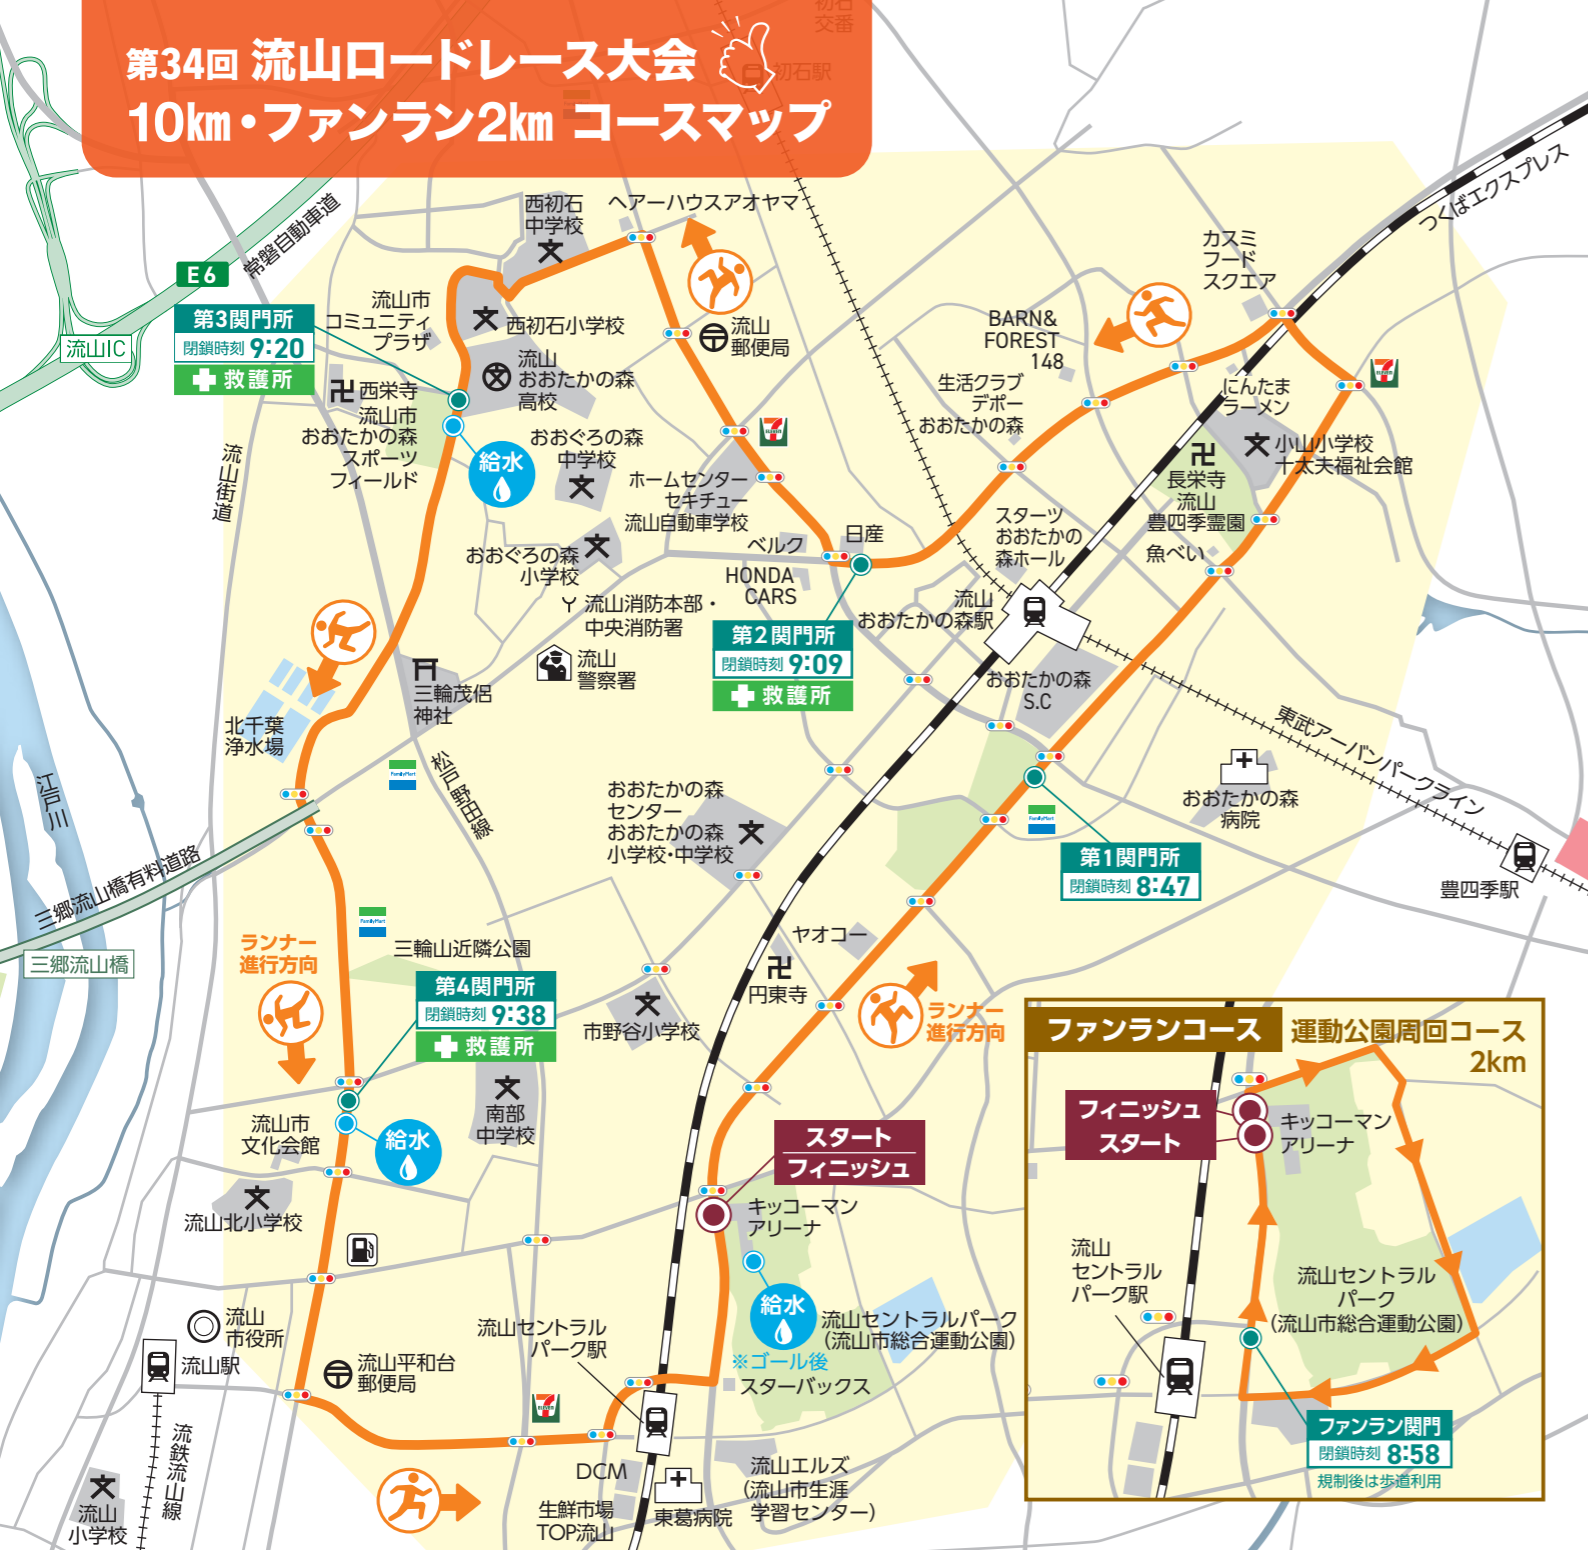 第34回 流山ロードレース大会
10km・ファンラン2km コースマップ
初石
交番
初石駅
E6
常磐自動車道
流山IC
第3関門所
閉鎖時刻 9:20
救護所
流山市
コミュニティ
プラザ
西初石
中学校
ヘアーハウスアオヤマ
西初石小学校
流山
郵便局
流山
おおたかの森
高校
西栄寺
流山市
おおたかの森
スポーツ
フィールド
流山街道
給水
おおぐろの森
中学校
おおぐろの森
小学校
ホームセンター
セキチュー
流山自動車学校
ベルク
日産
HONDA
CARS
第2関門所
閉鎖時刻 9:09
救護所
流山消防本部・
中央消防署
流山
警察署
つくばエクスプレス
カスミ
フード
スクエア
BARN&
FOREST
148
生活クラブ
デポー
おおたかの森
にんたま
ラーメン
7
ELEVEN
小山小学校
十太夫福祉会館
長栄寺
流山
豊四季霊園
魚べい
スターツ
おおたかの
森ホール
流山
おおたかの森駅
おおたかの森
S.C
東武アーバンパークライン
おおたかの森
病院
豊四季駅
第1関門所
閉鎖時刻 8:47
FamilyMart
三輪茂侶
神社
北千葉
浄水場
江戸川
松戸野田線
FamilyMart
三郷流山橋有料道路
三郷流山橋
FamilyMart
三輪山近隣公園
ランナー
進行方向
第4関門所
閉鎖時刻 9:38
救護所
おおたかの森
センター
おおたかの森
小学校・中学校
ヤオコー
円東寺
市野谷小学校
ランナー
進行方向
南部
中学校
流山市
文化会館
給水
流山北小学校
スタート
フィニッシュ
キッコーマン
アリーナ
給水
※ゴール後
流山セントラルパーク
(流山市総合運動公園)
スターバックス
流山セントラル
パーク駅
流山
市役所
流山駅
流山平和台
郵便局
7
ELEVEN
流鉄流山線
流山
小学校
DCM
生鮮市場
TOP流山
東葛病院
流山エルズ
(流山市生涯
学習センター)
ファンランコース
運動公園周回コース
2km
フィニッシュ
スタート
キッコーマン
アリーナ
流山
セントラル
パーク駅
流山セントラル
パーク
(流山市総合運動公園)
ファンラン関門
閉鎖時刻 8:58
規制後は歩道利用
7
ELEVEN